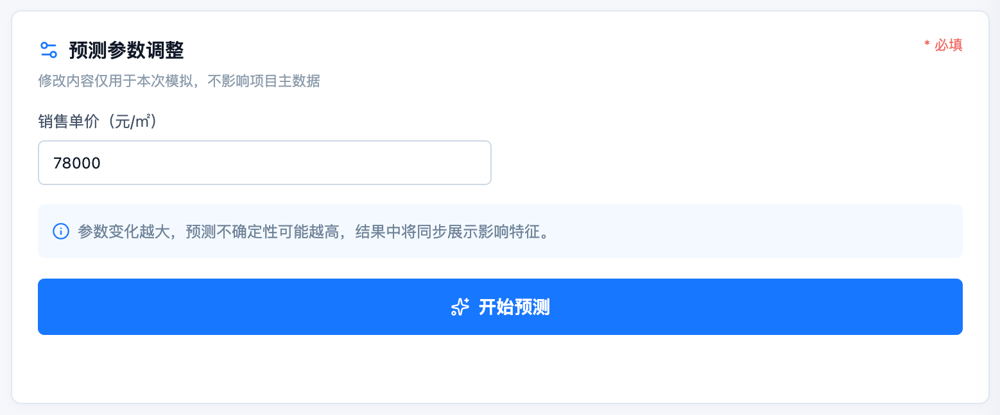 预测参数调整
* 必填
修改内容仅用于本次模拟，不影响项目主数据
销售单价（元/㎡）
78000
参数变化越大，预测不确定性可能越高，结果中将同步展示影响特征。
开始预测